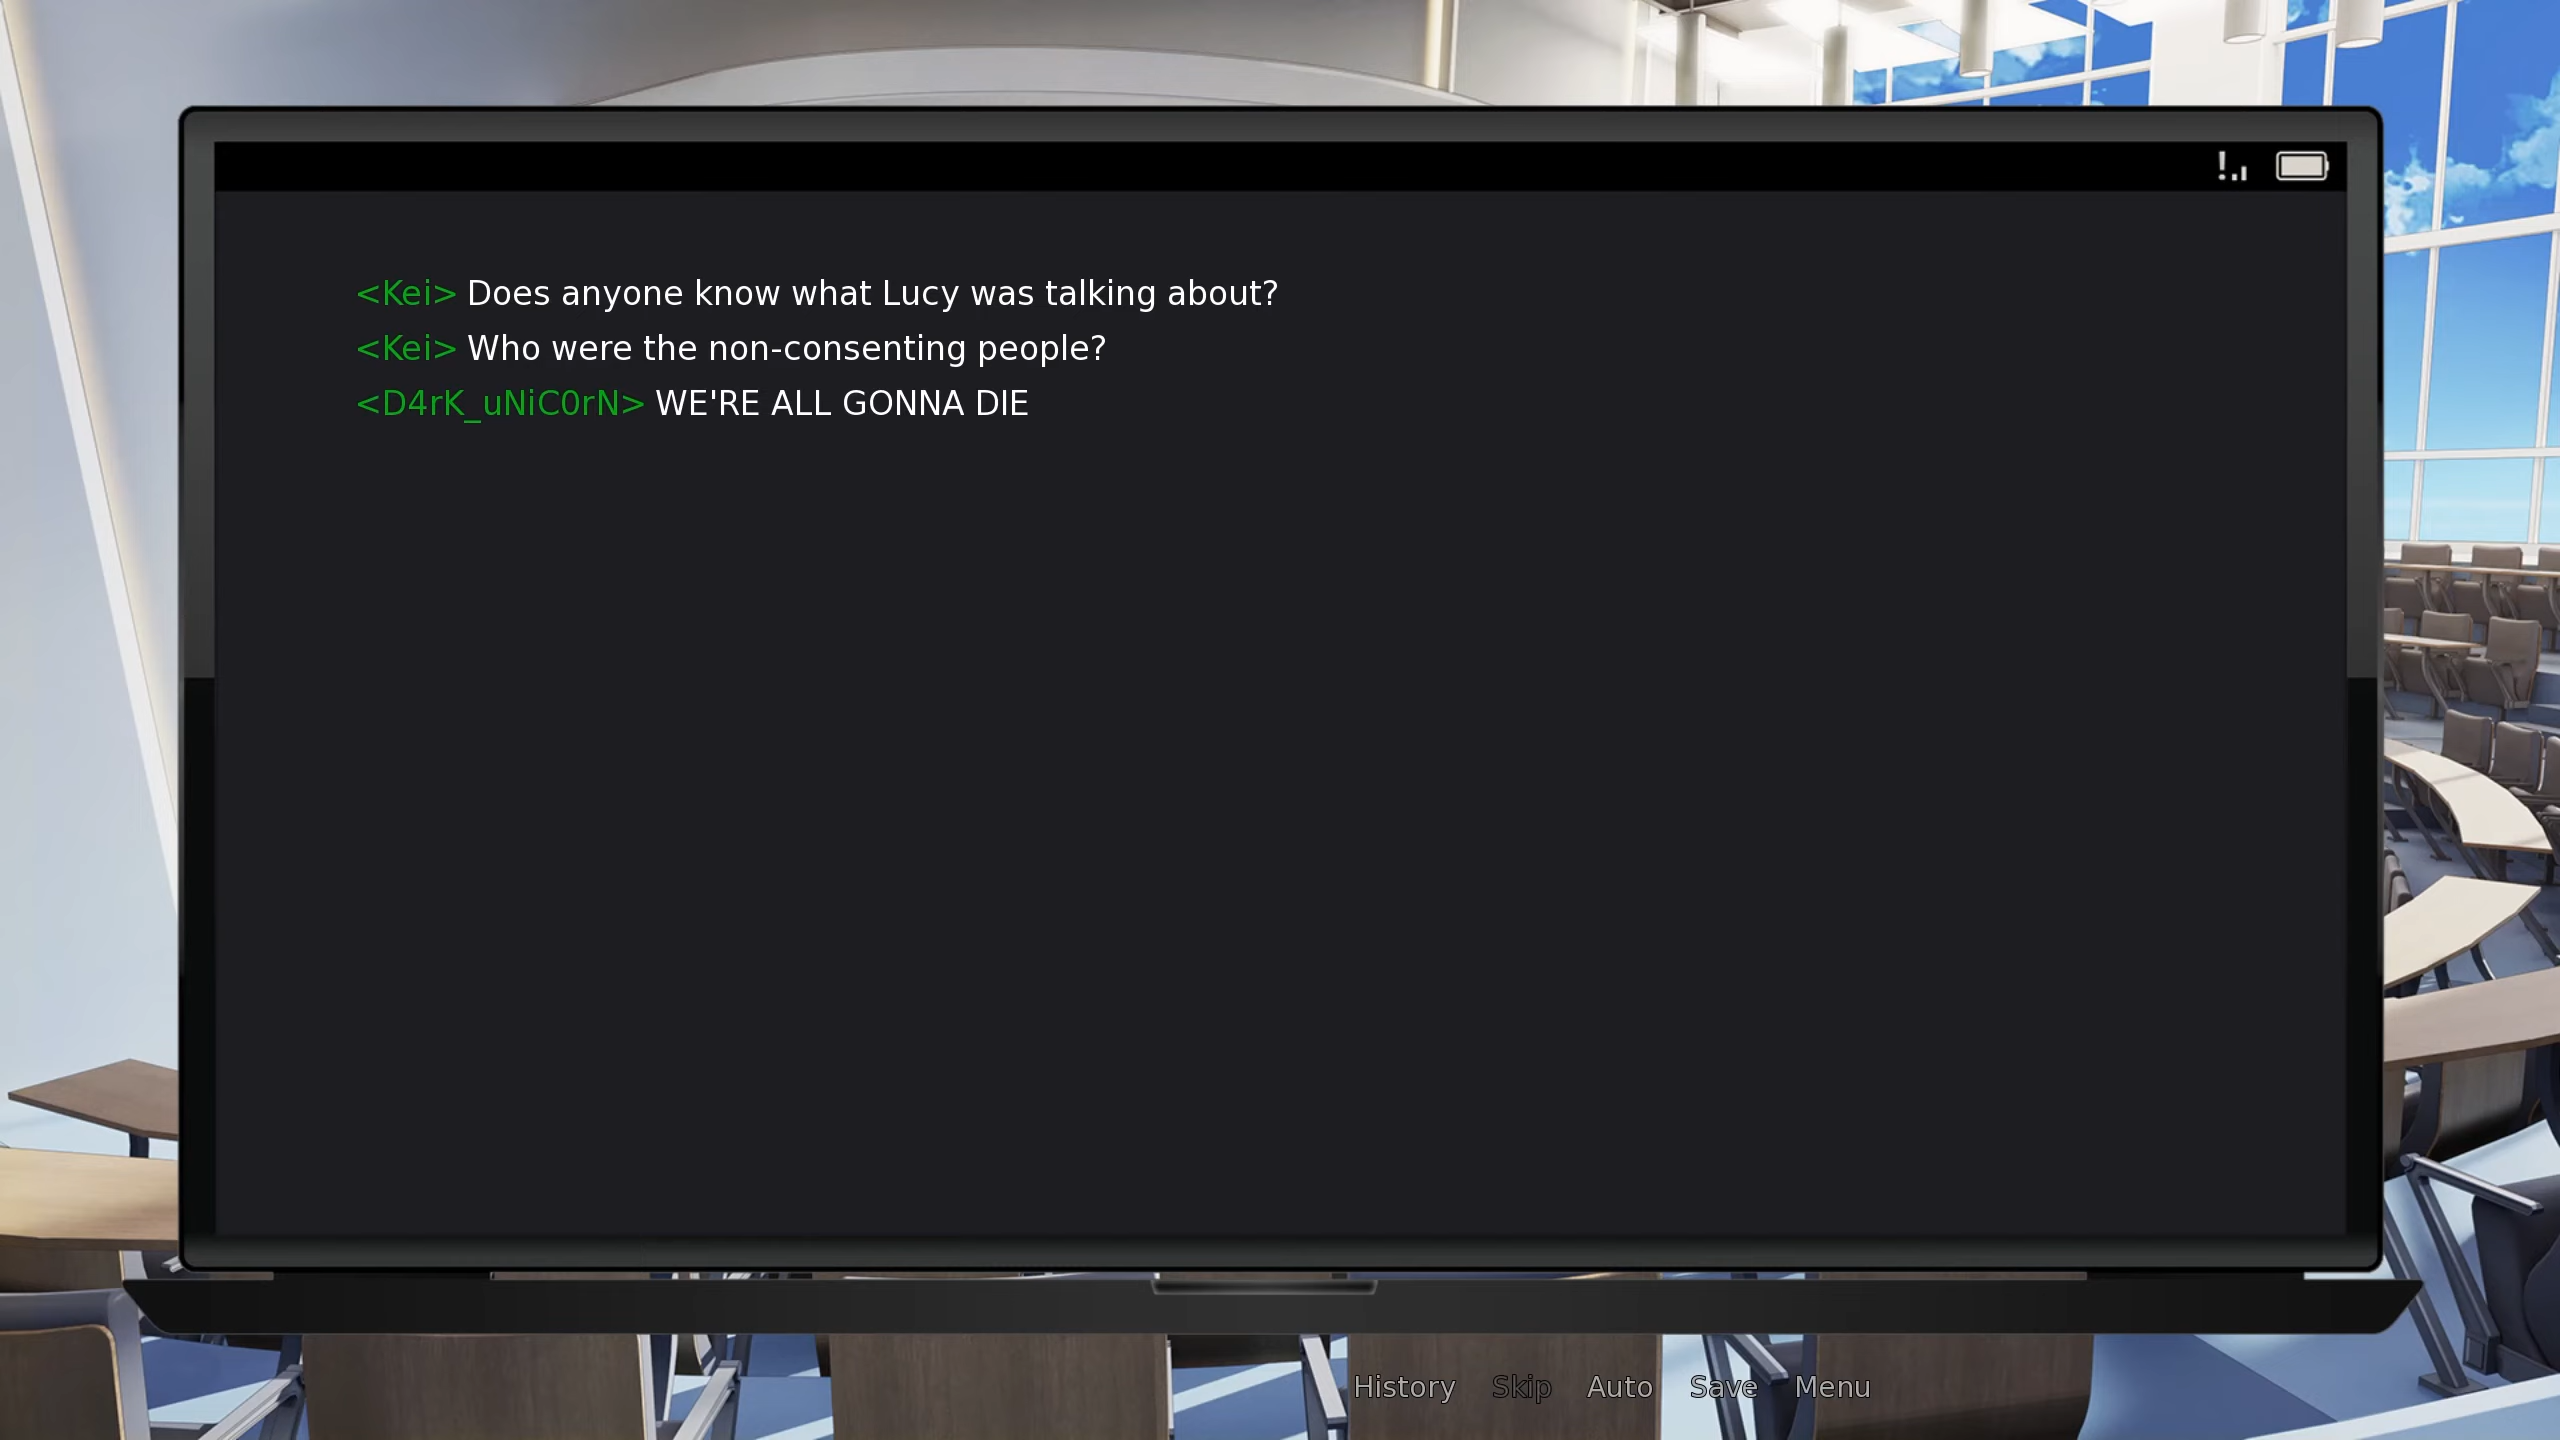 <Kei> Does anyone know what Lucy was talking about?
<Kei> Who were the non-consenting people?
<D4rK_uNiC0rN> WE'RE ALL GONNA DIE
History Skip Auto Save Menu